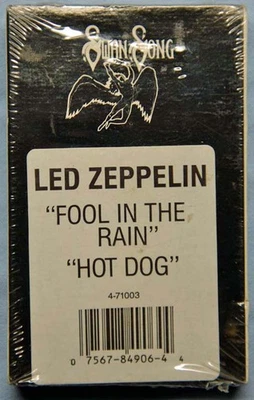 Swan Song
LED ZEPPELIN
"FOOL IN THE
RAIN"
"HOT DOG"
4-71003
0 7567-84906-4 4